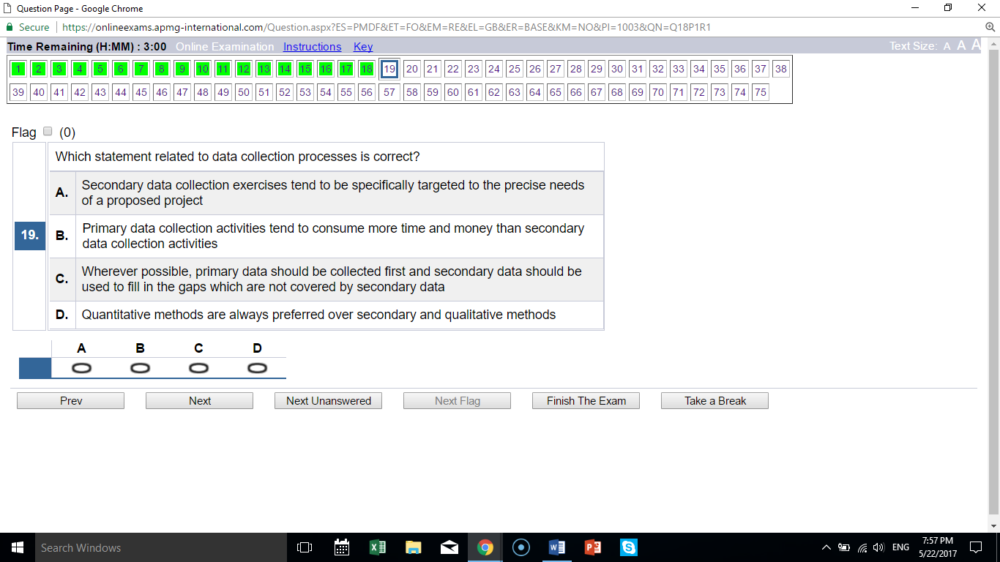 Question Page - Google Chrome
Secure https://onlineexams.apmg-international.com/Question.aspx?ES=PMDF&ET=FO&EM=RE&EL=GB&ER=BASE&KM=NO&PI=1003&QN=Q18P1R1
Time Remaining (H:MM) : 3:00 Online Examination Instructions Key Text Size: A A A
1 2 3 4 5 6 7 8 9 10 11 12 13 14 15 16 17 18 19 20 21 22 23 24 25 26 27 28 29 30 31 32 33 34 35 36 37 38
39 40 41 42 43 44 45 46 47 48 49 50 51 52 53 54 55 56 57 58 59 60 61 62 63 64 65 66 67 68 69 70 71 72 73 74 75
Flag (0)
Which statement related to data collection processes is correct?
A. Secondary data collection exercises tend to be specifically targeted to the precise needs
of a proposed project
19.
B. Primary data collection activities tend to consume more time and money than secondary
data collection activities
C. Wherever possible, primary data should be collected first and secondary data should be
used to fill in the gaps which are not covered by secondary data
D. Quantitative methods are always preferred over secondary and qualitative methods
A B C D
Prev Next Next Unanswered Next Flag Finish The Exam Take a Break
Search Windows
ENG
7:57 PM
5/22/2017